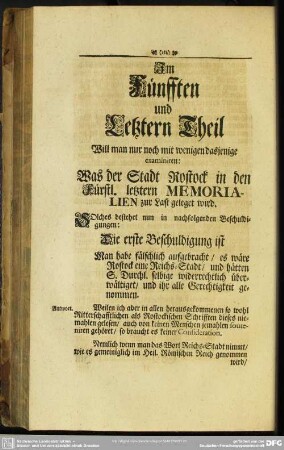 Im
Fünfften
und
Letztern Theil
Will man nur noch mit wenigen dasjenige
examiniren:
Was der Stadt Rostock in den
Fürstl. letztern MEMORIA-
LIEN zur Last geleget wird.
Solches bestehet nun in nachfolgenden Beschuldi-
gungen:
Die erste Beschuldigung ist
Man habe fälschlich aufgebracht / es wäre
Rostock eine Reichs-Stadt / und hätten
S. Durchl. selbige widerrechtlich über-
wältiget / und ihr alle Gerechtigkeit ge-
nommen.
Antwort. Weilen ich aber in allen herausgekommenen so wohl
Ritterschafftlichen als Rostockischen Schrifften dieses nie-
mahlen gelesen / auch von keinen Menschen jemahlen
gehöret / so braucht es keiner Consideration.
Nemlich wenn man das Wort Reichs-Stadt nimmt /
wie es gemeiniglich im Heil. Römischen Reich genommen
wird /